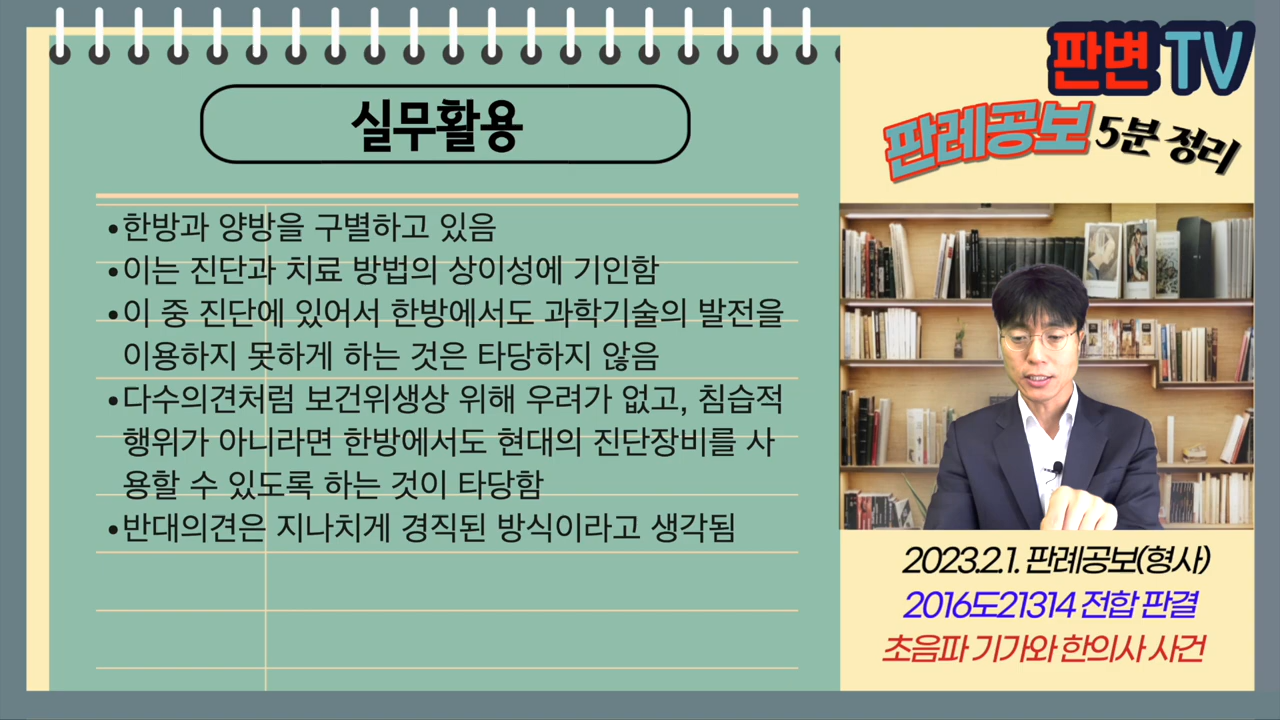 실무활용
•한방과 양방을 구별하고 있음
•이는 진단과 치료 방법의 상이성에 기인함
•이 중 진단에 있어서 한방에서도 과학기술의 발전을
이용하지 못하게 하는 것은 타당하지 않음
•다수의견처럼 보건위생상 위해 우려가 없고, 침습적
행위가 아니라면 한방에서도 현대의 진단장비를 사
용할 수 있도록 하는 것이 타당함
•반대의견은 지나치게 경직된 방식이라고 생각됨
판변 TV
판례공보 5분 정리
2023.2.1. 판례공보(형사)
2016도21314 전합 판결
초음파 기기와 한의사 사건